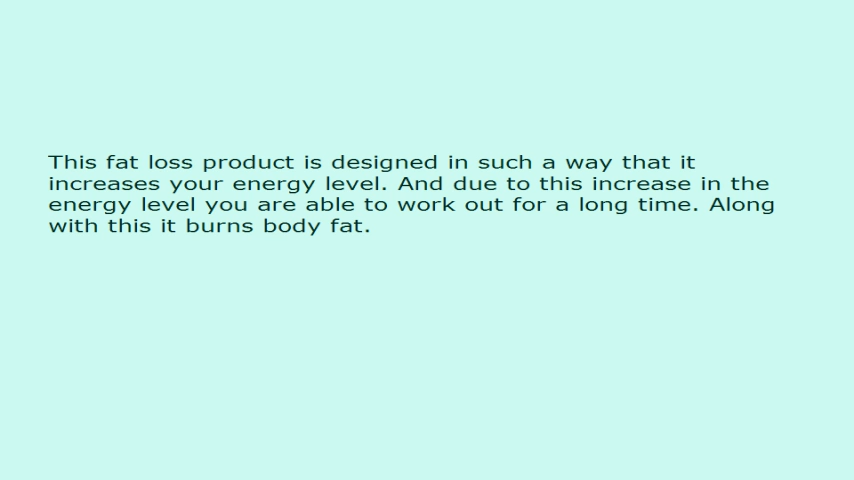 This fat loss product is designed in such a way that it
increases your energy level. And due to this increase in the
energy level you are able to work out for a long time. Along
with this it burns body fat.